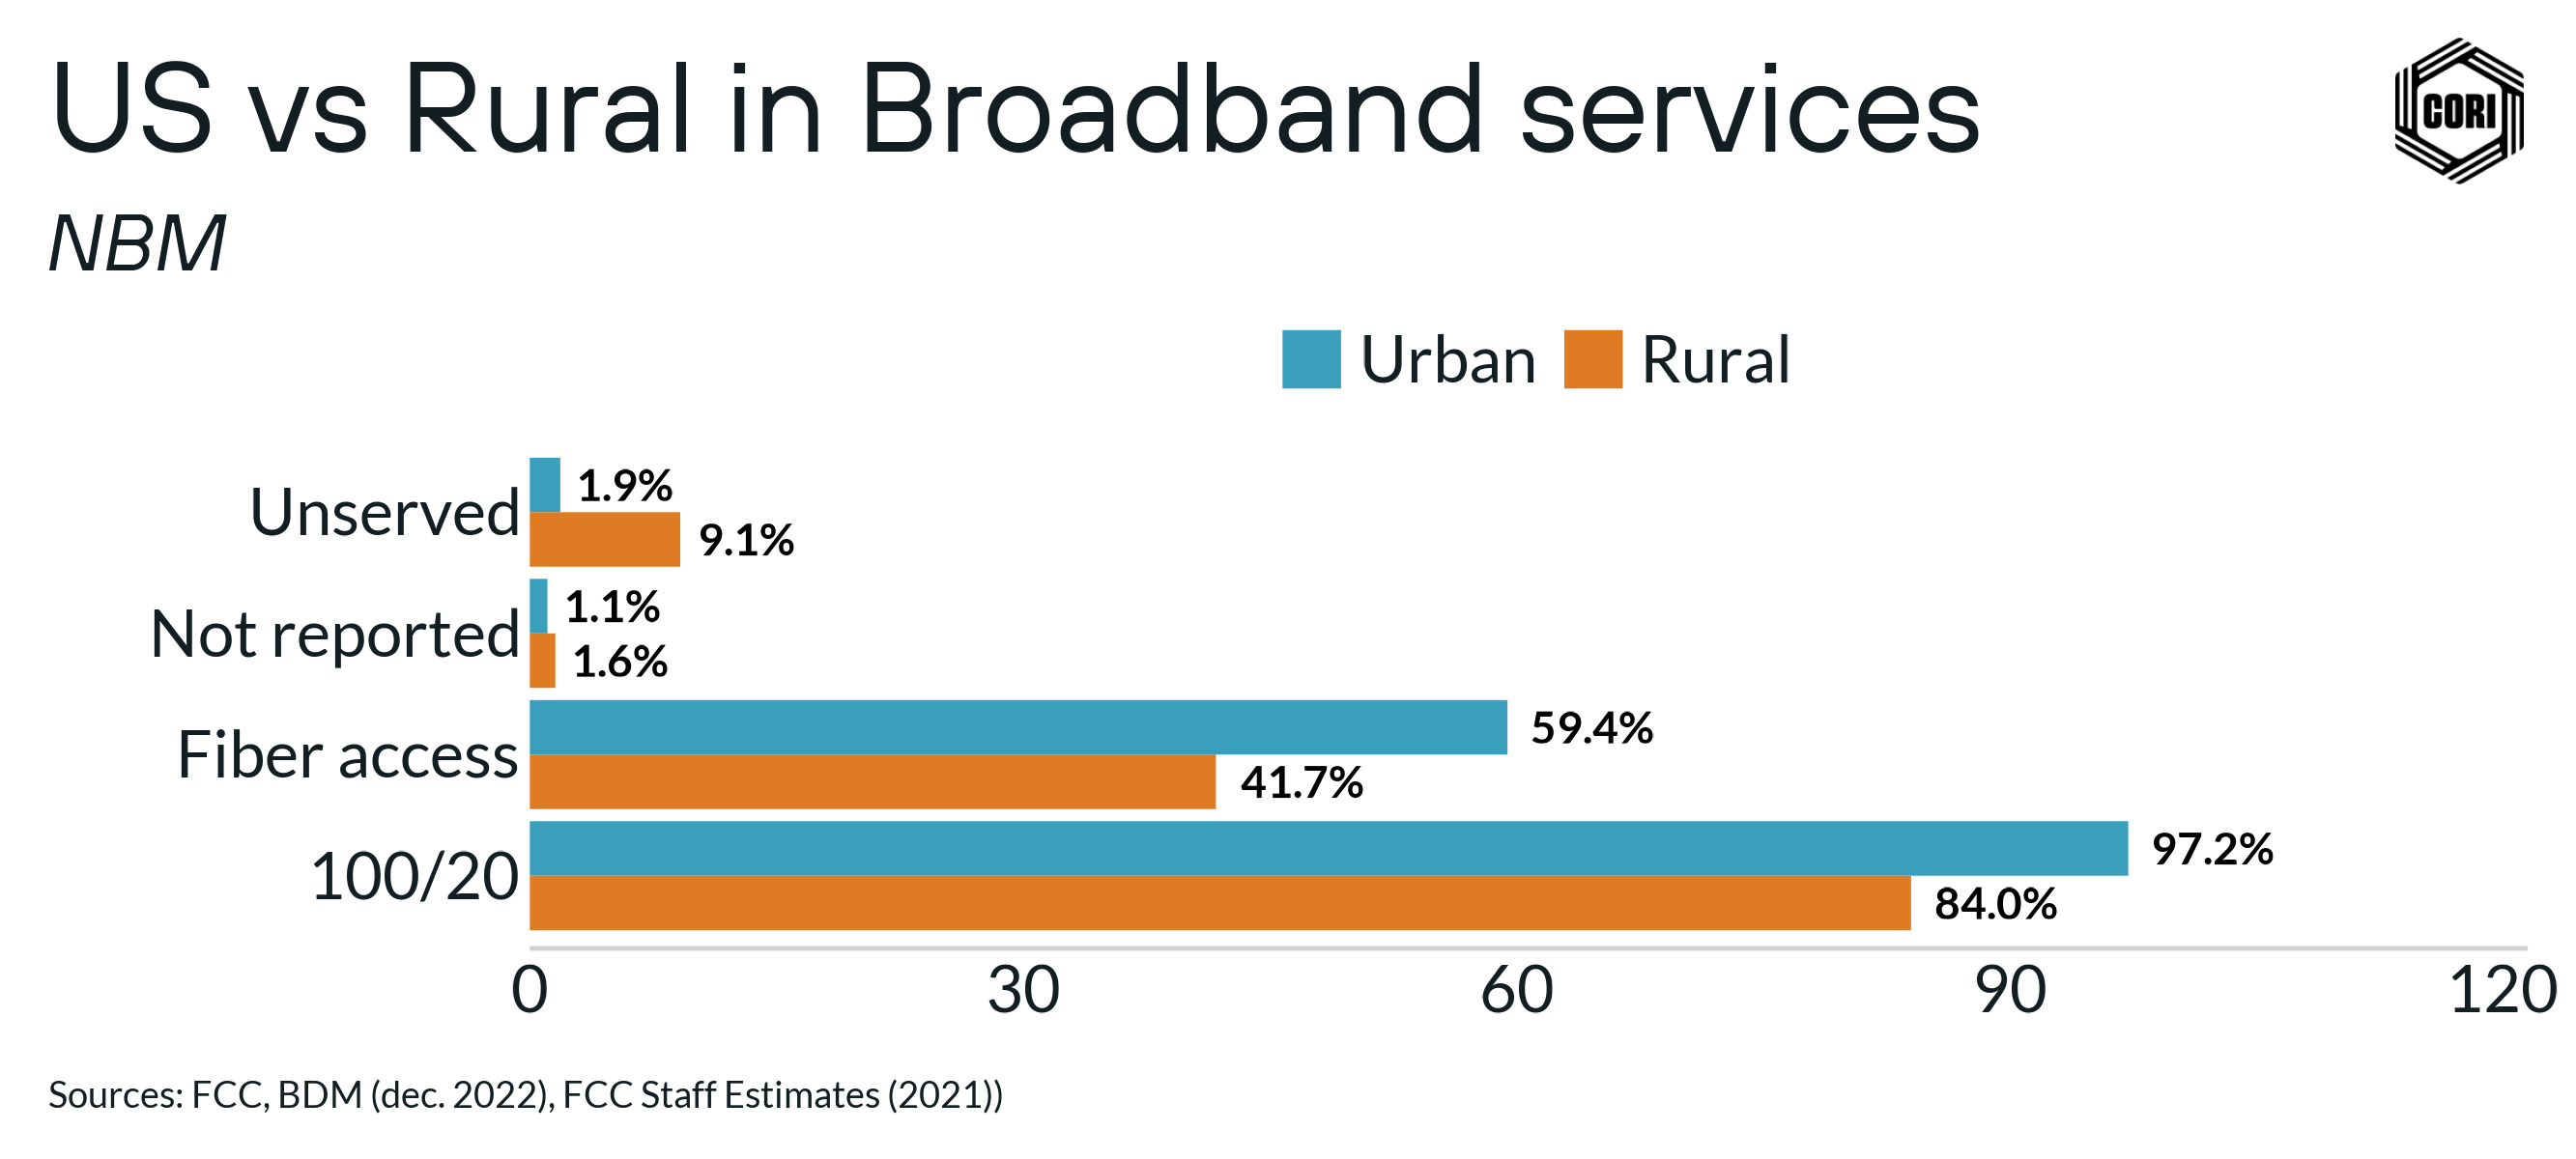 US vs Rural in Broadband services
CORI
NBM
Urban Rural
Unserved
1.9%
9.1%
Not reported
1.1%
1.6%
Fiber access
59.4%
41.7%
100/20
97.2%
84.0%
0 30 60 90 120
Sources: FCC, BDM (dec. 2022), FCC Staff Estimates (2021))